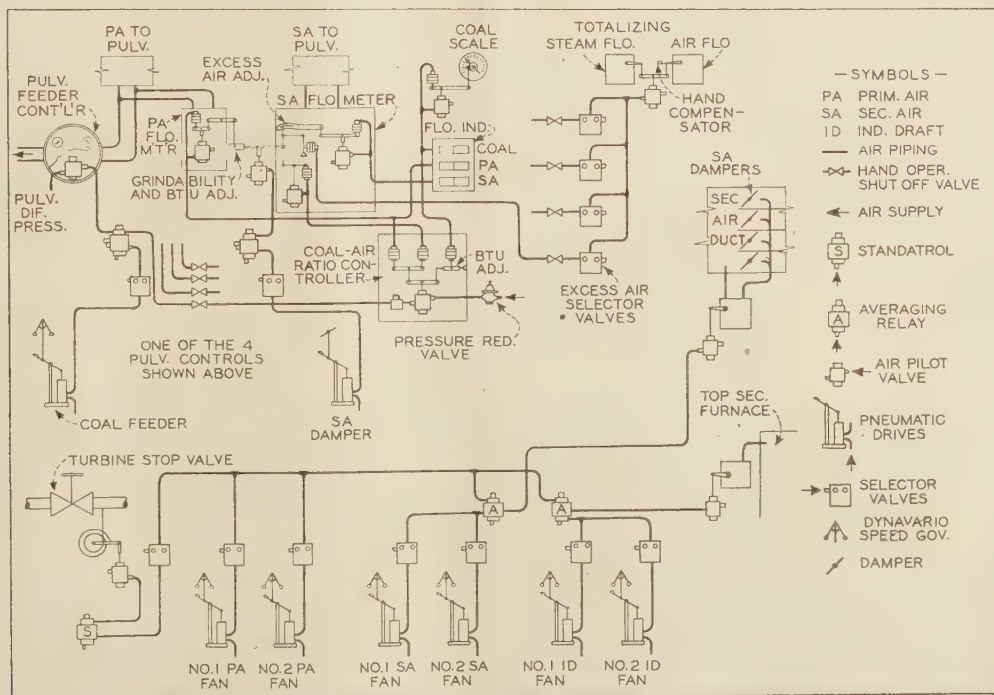 PA TO
PULV.
SA TO
PULV.
COAL
SCALE
TOTALIZING
STEAM FLO.
AIR FLO
EXCESS
AIR ADJ.
SA FLO METER
PULV.
FEEDER
CONT'L'R
PA
FLO.
M'T'R
FLO. IND.
COAL
PA
SA
HAND
COMPEN-
SATOR
GRINDABILITY
AND BTU ADJ.
PULV.
DIF.
PRESS.
S
S
COAL-AIR
RATIO CON-
TROLLER
BTU
ADJ.
PRESSURE RED.
VALVE
EXCESS AIR
SELECTOR
VALVES
SA
DAMPERS
SEC
AIR
DUCT
ONE OF THE 4
PULV. CONTROLS
SHOWN ABOVE
COAL FEEDER
SA
DAMPER
TOP SEC.
FURNACE
TURBINE STOP VALVE
A
A
S
NO.1 PA
FAN
NO.2 PA
FAN
NO.1 SA
FAN
NO.2 SA
FAN
NO.1 ID
FAN
NO.2 ID
FAN
— SYMBOLS —
PA PRIM. AIR
SA SEC. AIR
ID IND. DRAFT
AIR PIPING
HAND OPER.
SHUT OFF VALVE
AIR SUPPLY
S STANDATROL
A AVERAGING
RELAY
AIR PILOT
VALVE
PNEUMATIC
DRIVES
SELECTOR
VALVES
DYNAVARIO
SPEED GOV.
DAMPER